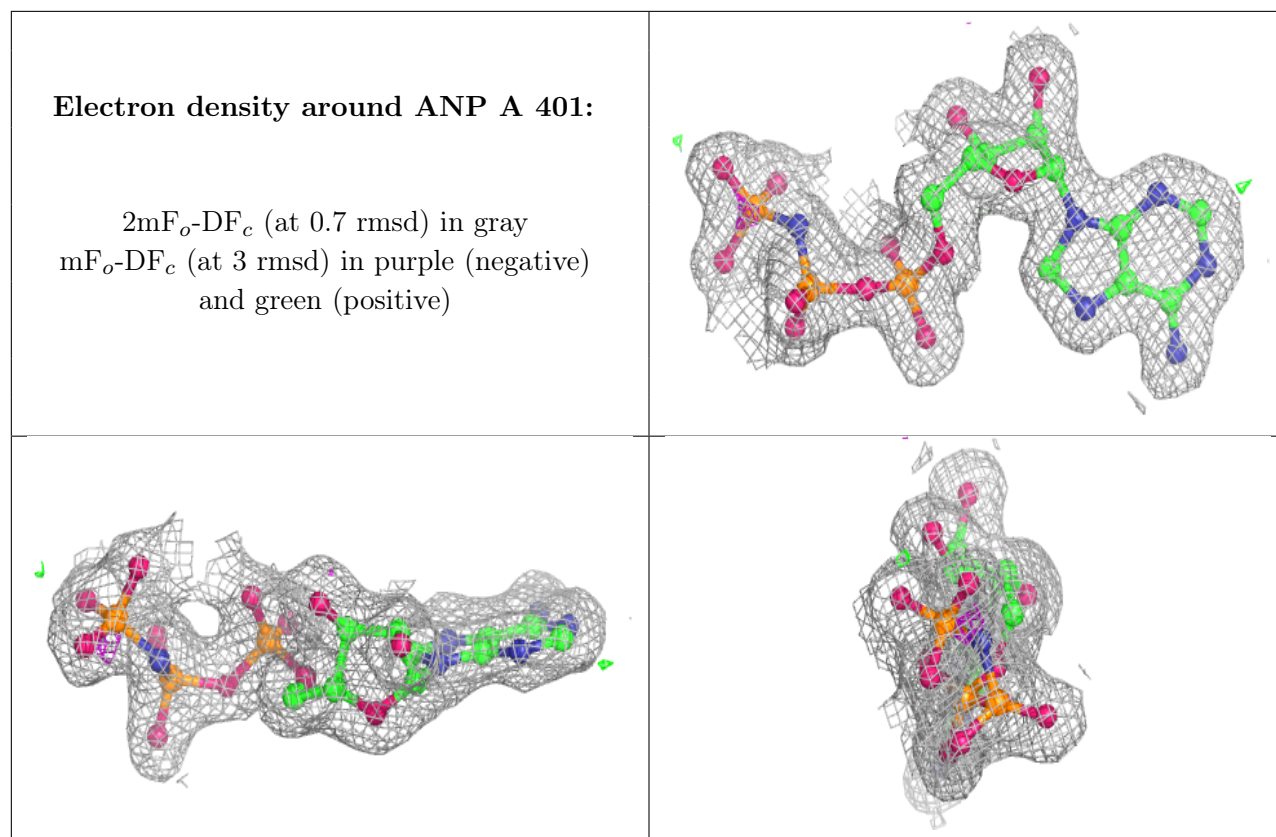 Electron density around ANP A 401:
2mFₒ-DF𝒸 (at 0.7 rmsd) in gray
mFₒ-DF𝒸 (at 3 rmsd) in purple (negative)
and green (positive)